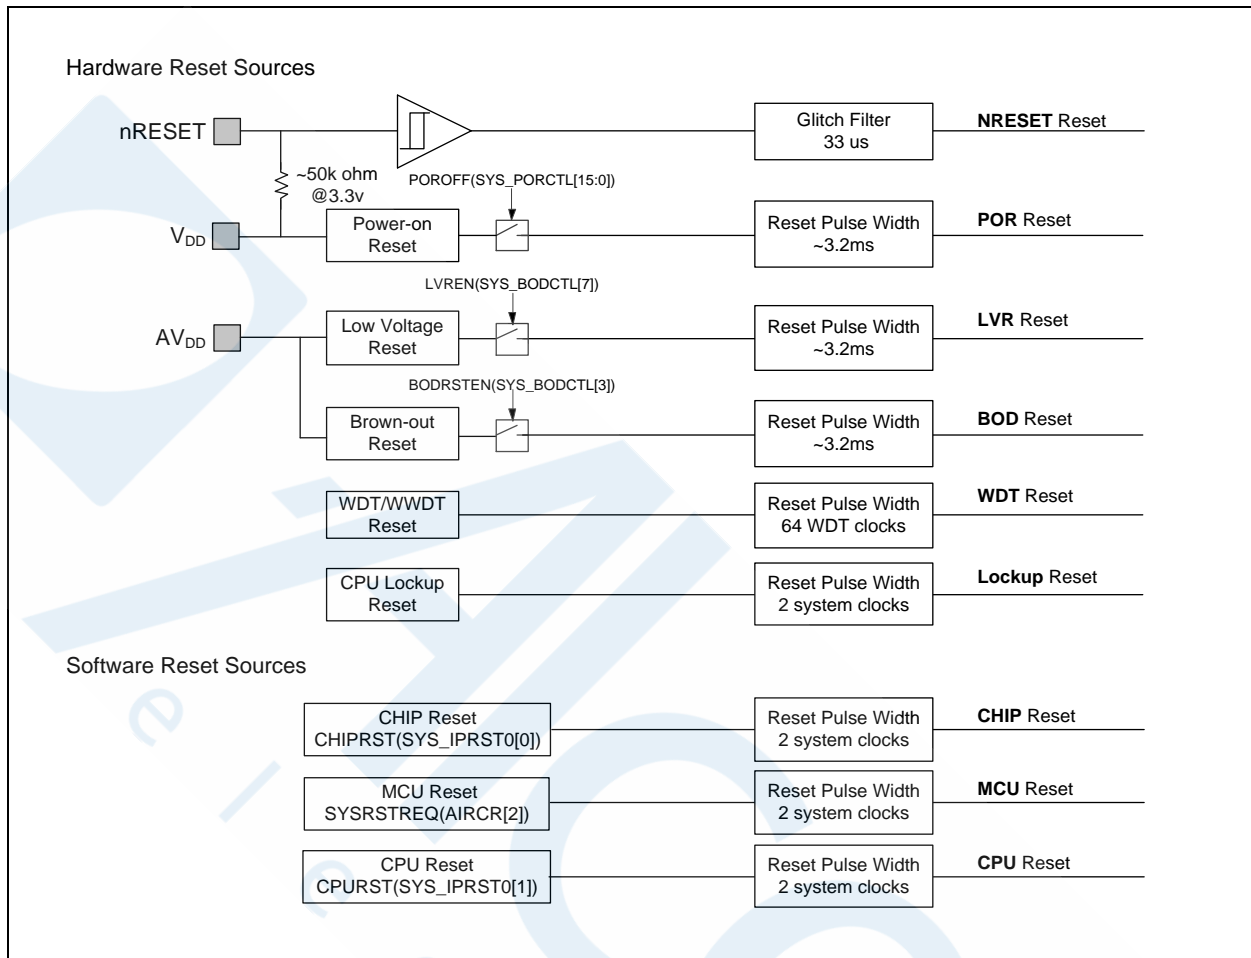 Hardware Reset Sources
nRESET
Glitch Filter
33 us
NRESET Reset
~50k ohm
@3.3v
POROFF(SYS_PORCTL[15:0])
VDD
Power-on
Reset
Reset Pulse Width
~3.2ms
POR Reset
LVREN(SYS_BODCTL[7])
AVDD
Low Voltage
Reset
Reset Pulse Width
~3.2ms
LVR Reset
BODRSTEN(SYS_BODCTL[3])
Brown-out
Reset
Reset Pulse Width
~3.2ms
BOD Reset
WDT/WWDT
Reset
Reset Pulse Width
64 WDT clocks
WDT Reset
CPU Lockup
Reset
Reset Pulse Width
2 system clocks
Lockup Reset
Software Reset Sources
CHIP Reset
CHIPRST(SYS_IPRST0[0])
Reset Pulse Width
2 system clocks
CHIP Reset
MCU Reset
SYSRSTREQ(AIRCR[2])
Reset Pulse Width
2 system clocks
MCU Reset
CPU Reset
CPURST(SYS_IPRST0[1])
Reset Pulse Width
2 system clocks
CPU Reset